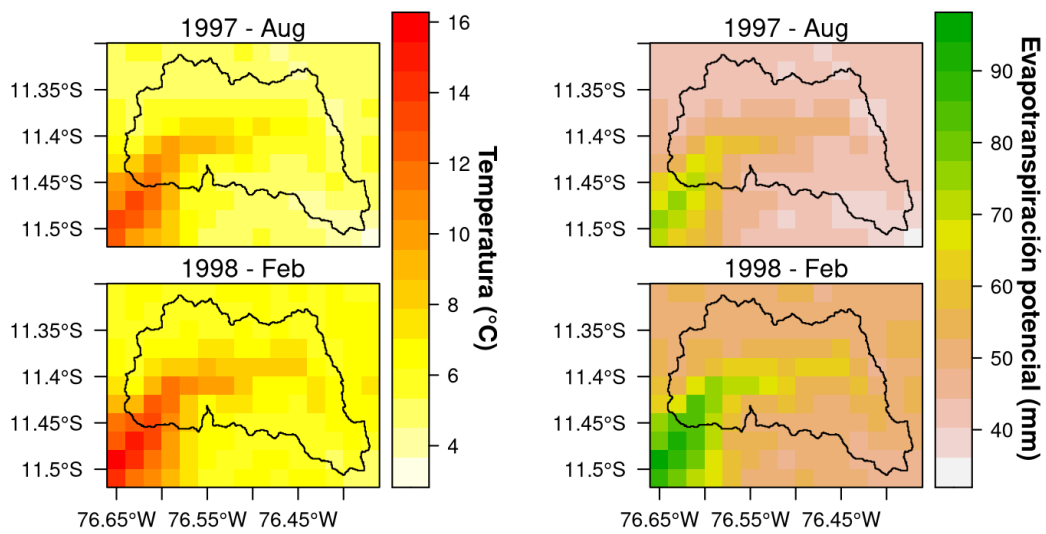 1997 - Aug
11.35°S
11.4°S
11.45°S
11.5°S
1998 - Feb
11.35°S
11.4°S
11.45°S
11.5°S
76.65°W 76.55°W 76.45°W
16
14
12
10
8
6
4
Temperatura (°C)
1997 - Aug
11.35°S
11.4°S
11.45°S
11.5°S
1998 - Feb
11.35°S
11.4°S
11.45°S
11.5°S
76.65°W 76.55°W 76.45°W
90
80
70
60
50
40
Evapotranspiración potencial (mm)